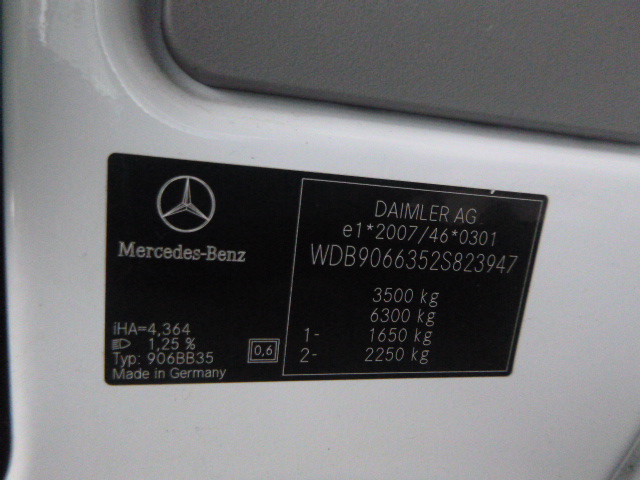 Mercedes-Benz
iHA=4,364
1,25 %
Typ: 906BB35
Made in Germany
0,6
DAIMLER AG
e1*2007/46*0301
WDB9066352S823947
3500 kg
6300 kg
1- 1650 kg
2- 2250 kg